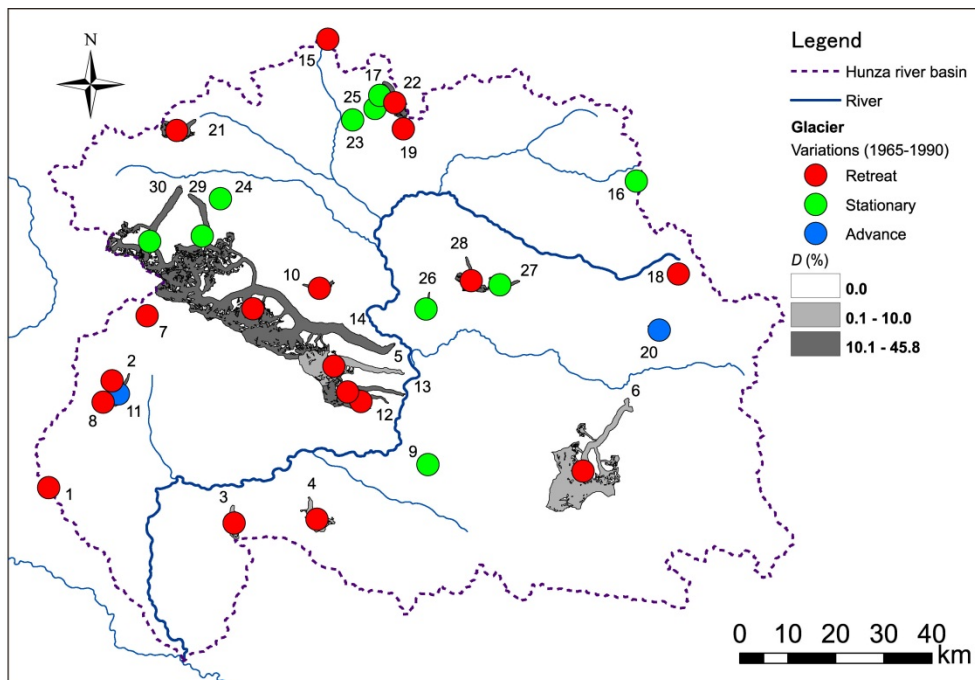 N
15
17
22
25
23
19
21
16
30
29
24
28
27
18
10
26
7
14
20
5
13
2
6
8
11
12
9
1
3
4
Legend
Hunza river basin
River
Glacier
Variations (1965-1990)
Retreat
Stationary
Advance
D (%)
0.0
0.1 - 10.0
10.1 - 45.8
0 10 20 30 40
km